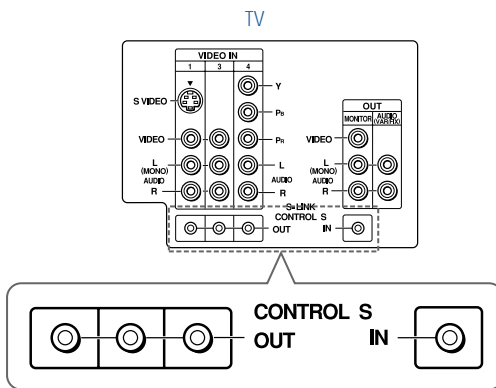 TV
VIDEO IN
1 3 4
Y
S VIDEO
PB
OUT
MONITOR AUDIO (VAR/FIX)
VIDEO PR VIDEO
L (MONO) L L (MONO)
AUDIO AUDIO AUDIO
R R R
S-LINK
CONTROL S
OUT IN
CONTROL S
OUT IN